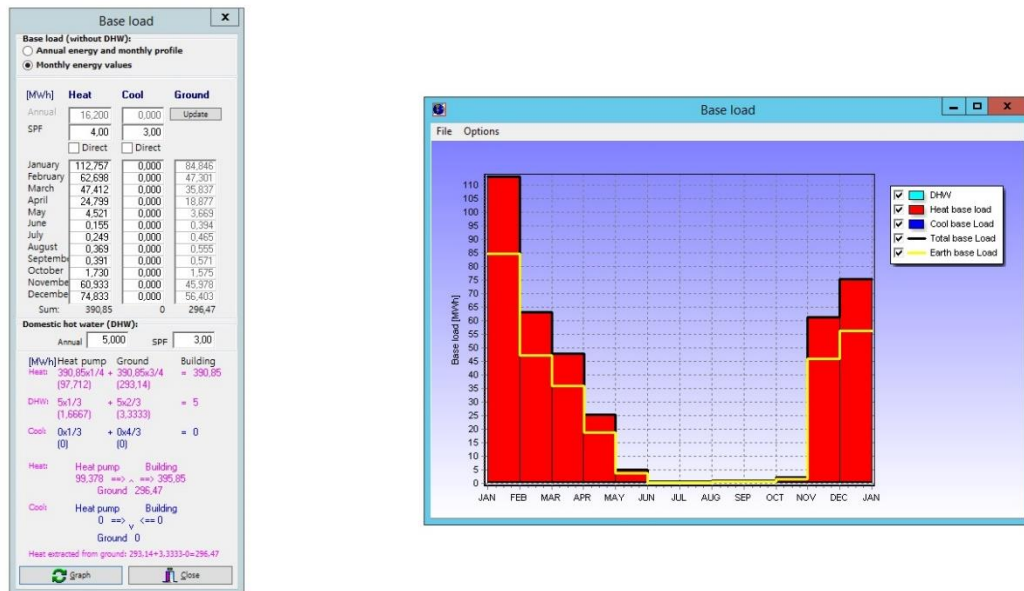 Base load
x
Base load (without DHW):
Annual energy and monthly profile
Monthly energy values
[MWh] Heat Cool Ground
Annual 16,200 0,000 Update
SPF 4,00 3,00
Direct Direct
January 112,757 0,000 84,846
February 62,698 0,000 47,301
March 47,412 0,000 35,837
April 24,799 0,000 18,877
May 4,521 0,000 3,669
June 0,155 0,000 0,394
July 0,249 0,000 0,465
August 0,369 0,000 0,555
Septembe 0,391 0,000 0,571
October 1,730 0,000 1,575
Novembe 60,933 0,000 45,978
Decembe 74,833 0,000 56,403
Sum: 390,85 0 296,47
Domestic hot water (DHW):
Annual 5,000 SPF 3,00
[MWh] Heat pump Ground Building
Heat: 390,85x1/4 + 390,85x3/4 = 390,85
(97,712) (293,14)
DHW: 5x1/3 + 5x2/3 = 5
(1,6667) (3,3333)
Cool: 0x1/3 + 0x4/3 = 0
(0) (0)
Heat: Heat pump Building
99,378 ==> ^ ==> 395,85
Ground 296,47
Cool: Heat pump Building
0 ==> v <== 0
Ground 0
Heat extracted from ground: 293,14+3,3333-0=296,47
Graph Close
Base load
x
File Options
Base load [MWh]
110
105
100
95
90
85
80
75
70
65
60
55
50
45
40
35
30
25
20
15
10
5
0
JAN FEB MAR APR MAY JUN JUL AUG SEP OCT NOV DEC JAN
DHW
Heat base load
Cool base Load
Total base Load
Earth base Load